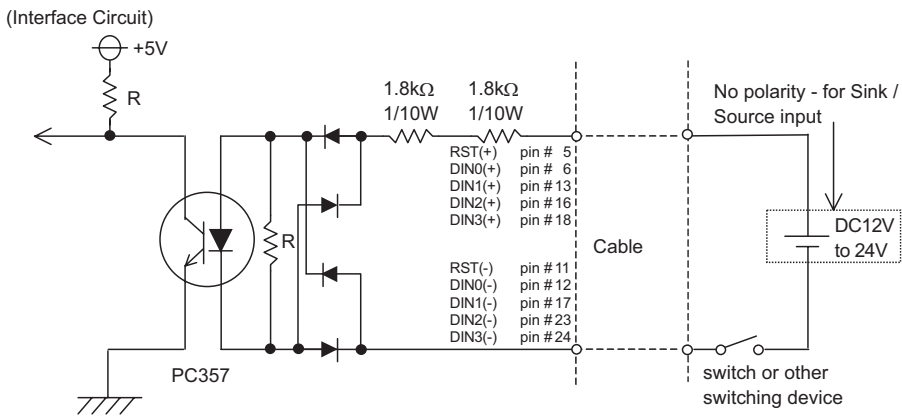 (Interface Circuit)
+5V
R
1.8kΩ 1.8kΩ
1/10W 1/10W
No polarity - for Sink /
Source input
RST(+) pin # 5
DIN0(+) pin # 6
DIN1(+) pin # 13
DIN2(+) pin # 16
DIN3(+) pin # 18
R
Cable
DC12V
to 24V
RST(-) pin # 11
DIN0(-) pin # 12
DIN1(-) pin # 17
DIN2(-) pin # 23
DIN3(-) pin # 24
PC357
switch or other
switching device